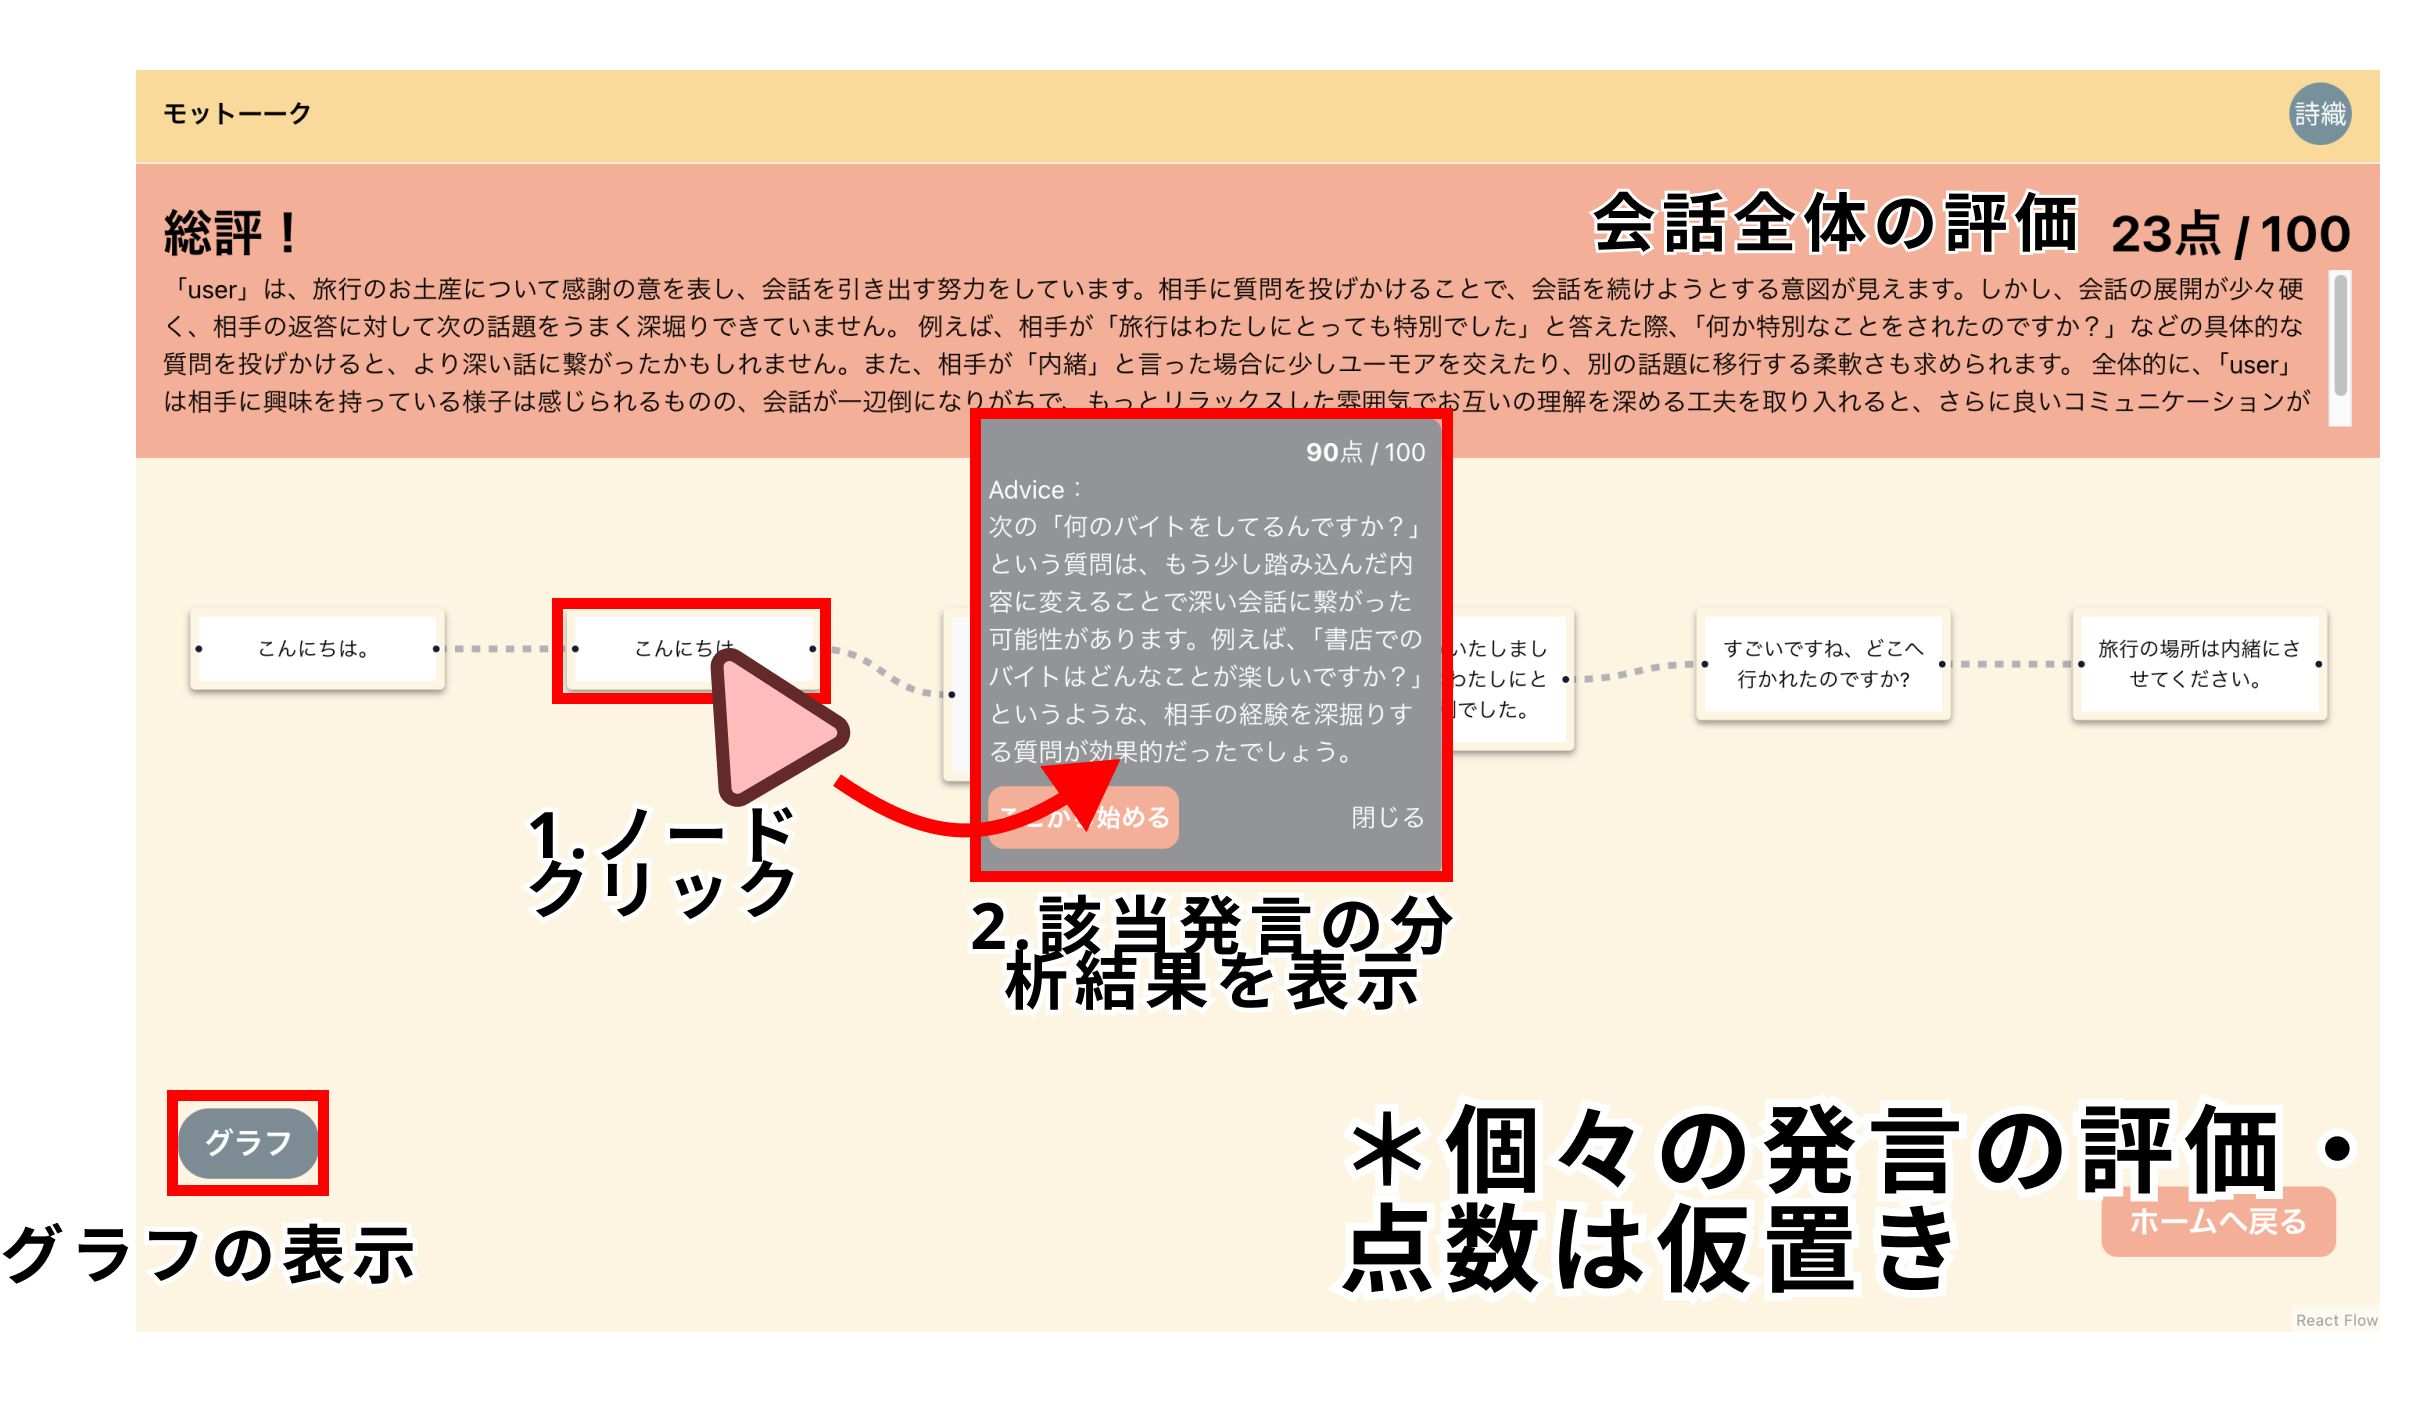 モットーーク
詩織
総評！
会話全体の評価
23点 / 100
「user」は、旅行のお土産について感謝の意を表し、会話を引き出す努力をしています。相手に質問を投げかけることで、会話を続けようとする意図が見えます。しかし、会話の展開が少々硬
く、相手の返答に対して次の話題をうまく深堀りできていません。 例えば、相手が「旅行はわたしにとっても特別でした」と答えた際、「何か特別なことをされたのですか？」などの具体的な
質問を投げかけると、より深い話に繋がったかもしれません。また、相手が「内緒」と言った場合に少しユーモアを交えたり、別の話題に移行する柔軟さも求められます。 全体的に、「user」
は相手に興味を持っている様子は感じられるものの、会話が一辺倒になりがちで、もっとリラックスした雰囲気でお互いの理解を深める工夫を取り入れると、さらに良いコミュニケーションが
90点 / 100
Advice：
次の「何のバイトをしてるんですか？」
という質問は、もう少し踏み込んだ内
容に変えることで深い会話に繋がった
可能性があります。例えば、「書店での
バイトはどんなことが楽しいですか？」
というような、相手の経験を深掘りす
る質問が効果的だったでしょう。
ここから始める
閉じる
こんにちは。
こんにちは
いたしまし
わたしにと
でした。
すごいですね、どこへ
行かれたのですか?
旅行の場所は内緒にさ
せてください。
1.ノード
クリック
2.該当発言の分
析結果を表示
グラフ
グラフの表示
＊個々の発言の評価・
点数は仮置き
ホームへ戻る
React Flow